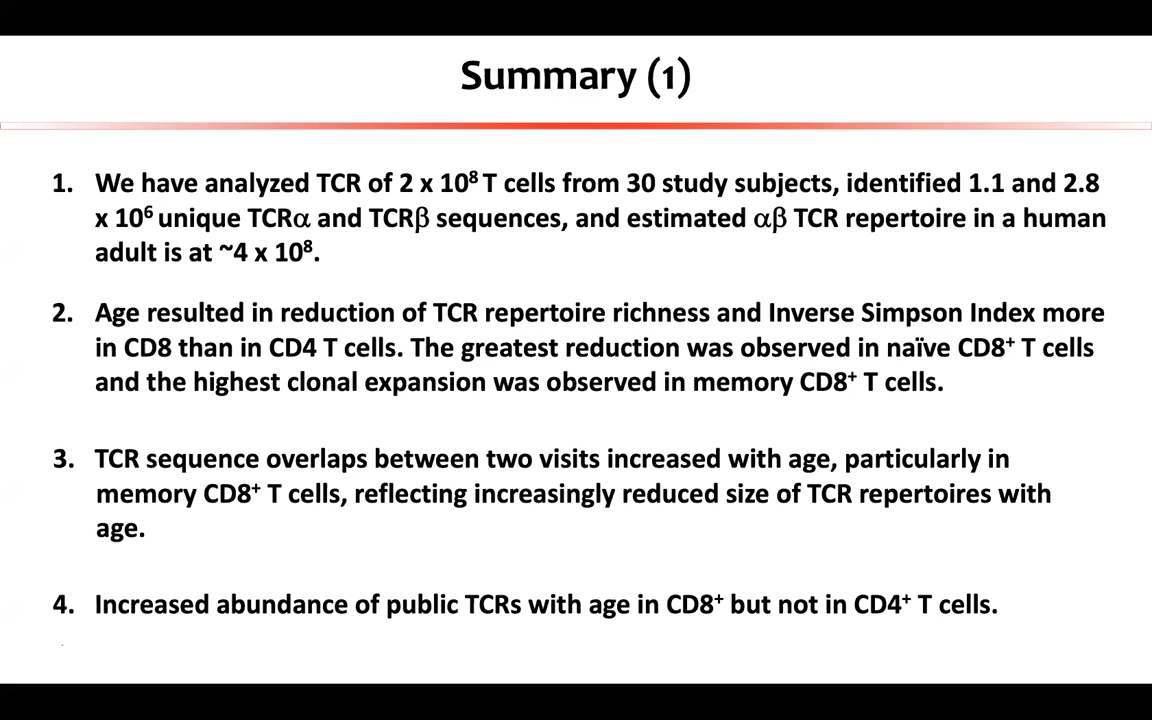 Summary (1)
1. We have analyzed TCR of 2 x 10⁸ T cells from 30 study subjects, identified 1.1 and 2.8
x 10⁶ unique TCRα and TCRβ sequences, and estimated αβ TCR repertoire in a human
adult is at ~4 x 10⁸.
2. Age resulted in reduction of TCR repertoire richness and Inverse Simpson Index more
in CD8 than in CD4 T cells. The greatest reduction was observed in naïve CD8⁺ T cells
and the highest clonal expansion was observed in memory CD8⁺ T cells.
3. TCR sequence overlaps between two visits increased with age, particularly in
memory CD8⁺ T cells, reflecting increasingly reduced size of TCR repertoires with
age.
4. Increased abundance of public TCRs with age in CD8⁺ but not in CD4⁺ T cells.